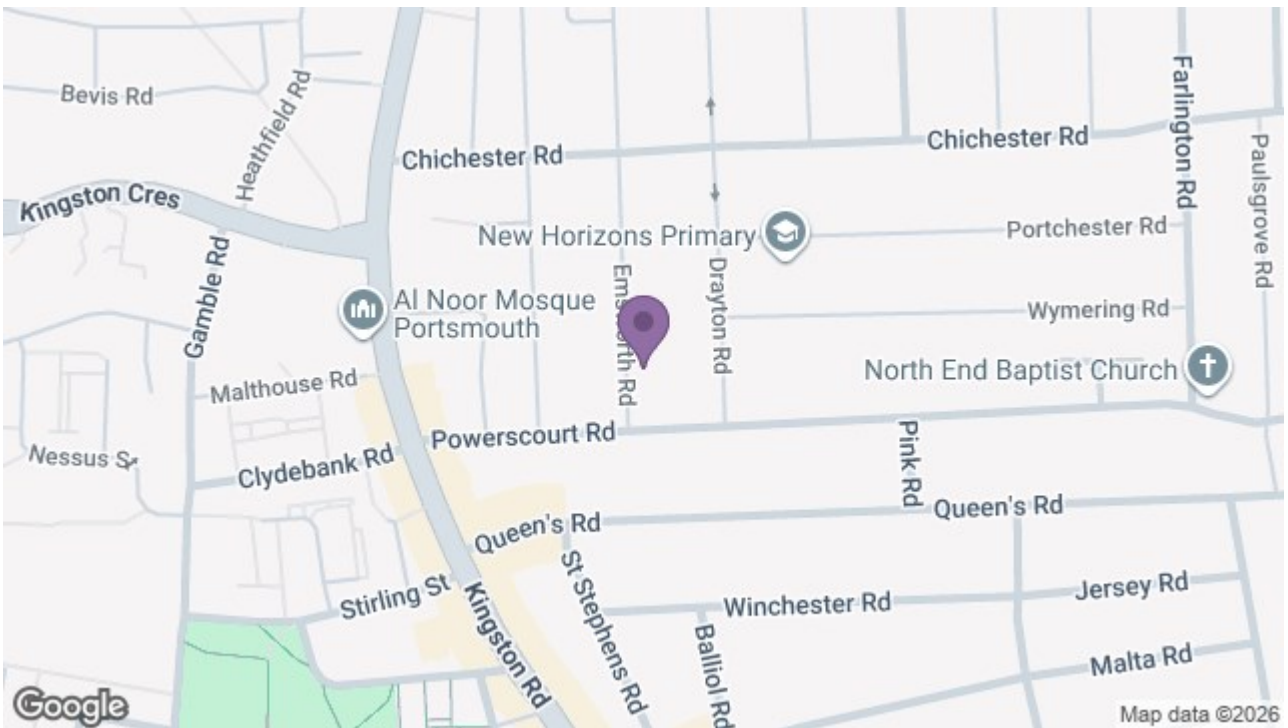 Bevis Rd
Heathfield Rd
Chichester Rd
Chichester Rd
Farlington Rd
Paulsgrove Rd
Kingston Cres
Gamble Rd
New Horizons Primary
Portchester Rd
Emsworth Rd
Drayton Rd
Al Noor Mosque
Portsmouth
Wymering Rd
North End Baptist Church
Malthouse Rd
Powerscourt Rd
Pink Rd
Nessus S
Clydebank Rd
Queen's Rd
Queen's Rd
St Stephens Rd
Stirling St
Kingston Rd
Winchester Rd
Jersey Rd
Balliol Rd
Malta Rd
Google
Map data ©2026